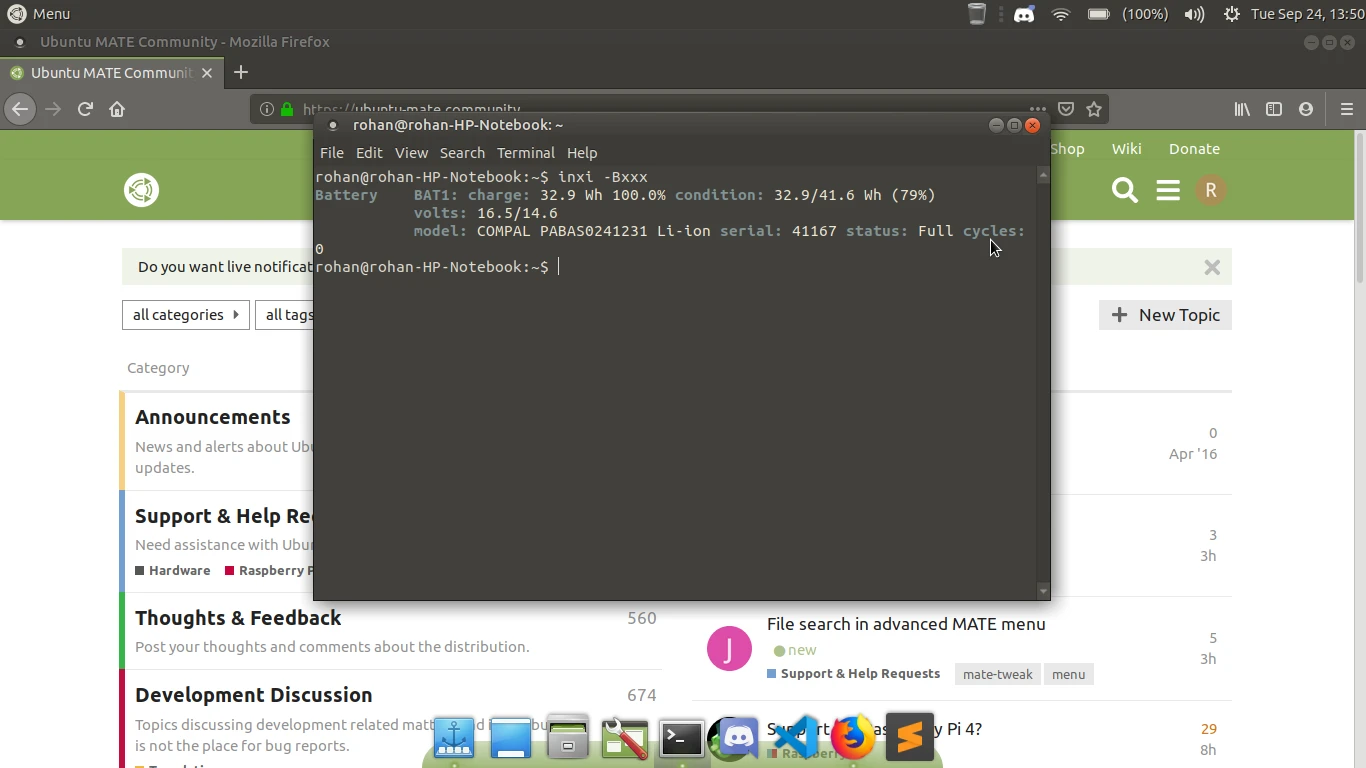 Menu
(100%)
Tue Sep 24, 13:50
Ubuntu MATE Community - Mozilla Firefox
Ubuntu MATE Communit
https://ubuntu-mate.community
rohan@rohan-HP-Notebook: ~
File Edit View Search Terminal Help
rohan@rohan-HP-Notebook:~$ inxi -Bxxx
Battery BAT1: charge: 32.9 Wh 100.0% condition: 32.9/41.6 Wh (79%)
volts: 16.5/14.6
model: COMPAL PABAS0241231 Li-ion serial: 41167 status: Full cycles:
0
rohan@rohan-HP-Notebook:~$
Shop Wiki Donate
R
Do you want live notificat
all categories
all tags
New Topic
Category
Announcements
News and alerts about Ubu
updates.
0
Apr '16
Support & Help Re
Need assistance with Ubun
Hardware Raspberry P
3
3h
Thoughts & Feedback
560
Post your thoughts and comments about the distribution.
J
File search in advanced MATE menu
new
Support & Help Requests mate-tweak menu
5
3h
Development Discussion
674
Topics discussing development related matt
is not the place for bug reports.
y Pi 4?
29
8h